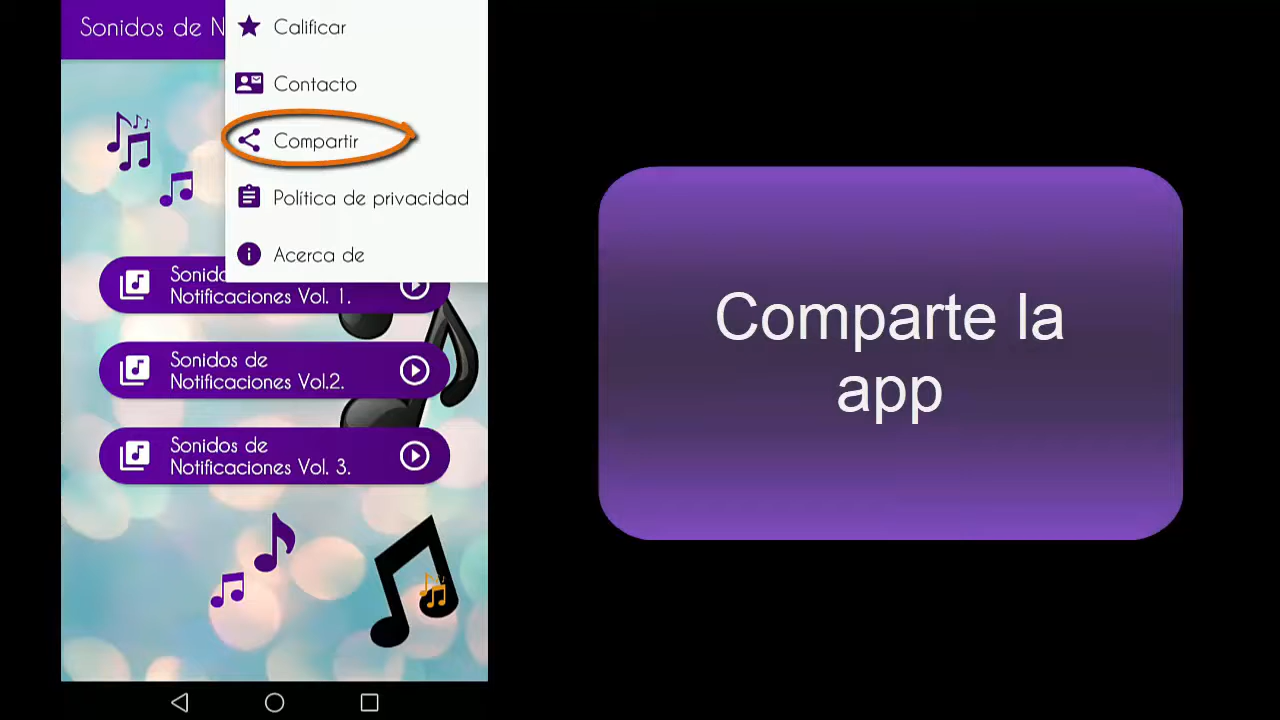 Sonidos de N
Calificar
Contacto
Compartir
Política de privacidad
Acerca de
Notificaciones Vol. 1.
Sonidos de
Notificaciones Vol.2.
Sonidos de
Notificaciones Vol. 3.
Comparte la
app